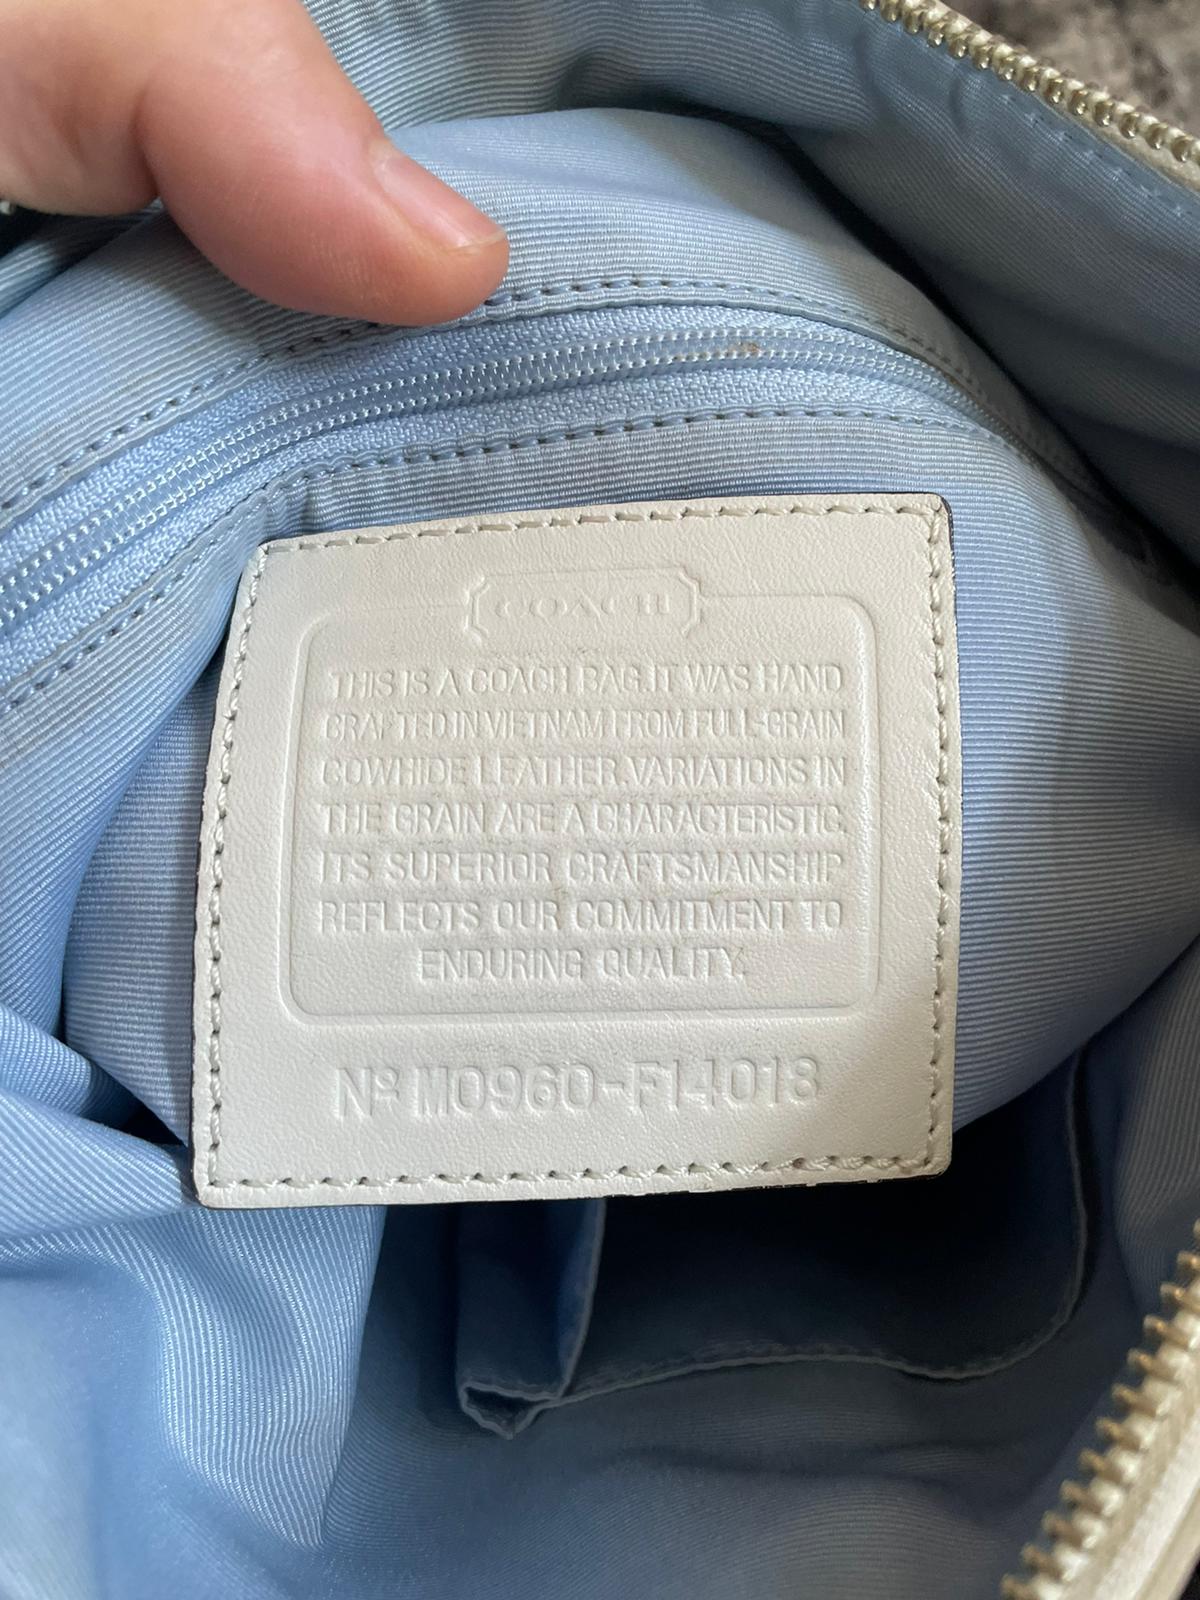 COACH
THIS IS A COACH BAG.IT WAS HAND
CRAFTED IN VIETNAM FROM FULL-GRAIN
COWHIDE LEATHER.VARIATIONS IN
THE GRAIN ARE A CHARACTERISTIC.
ITS SUPERIOR CRAFTSMANSHIP
REFLECTS OUR COMMITMENT TO
ENDURING QUALITY.
Nº M0960-F14018